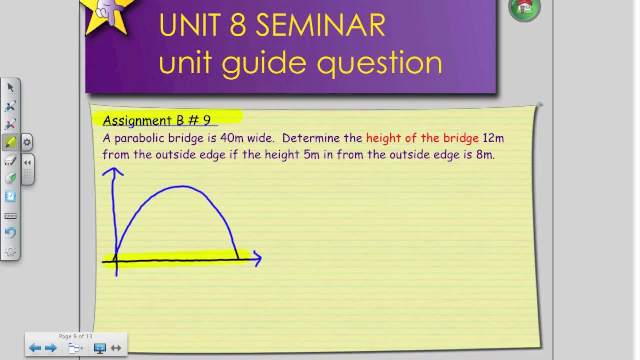 UNIT 8 SEMINAR
unit guide question
Assignment B # 9
A parabolic bridge is 40m wide. Determine the height of the bridge 12m
from the outside edge if the height 5m in from the outside edge is 8m.
Page 9 of 13